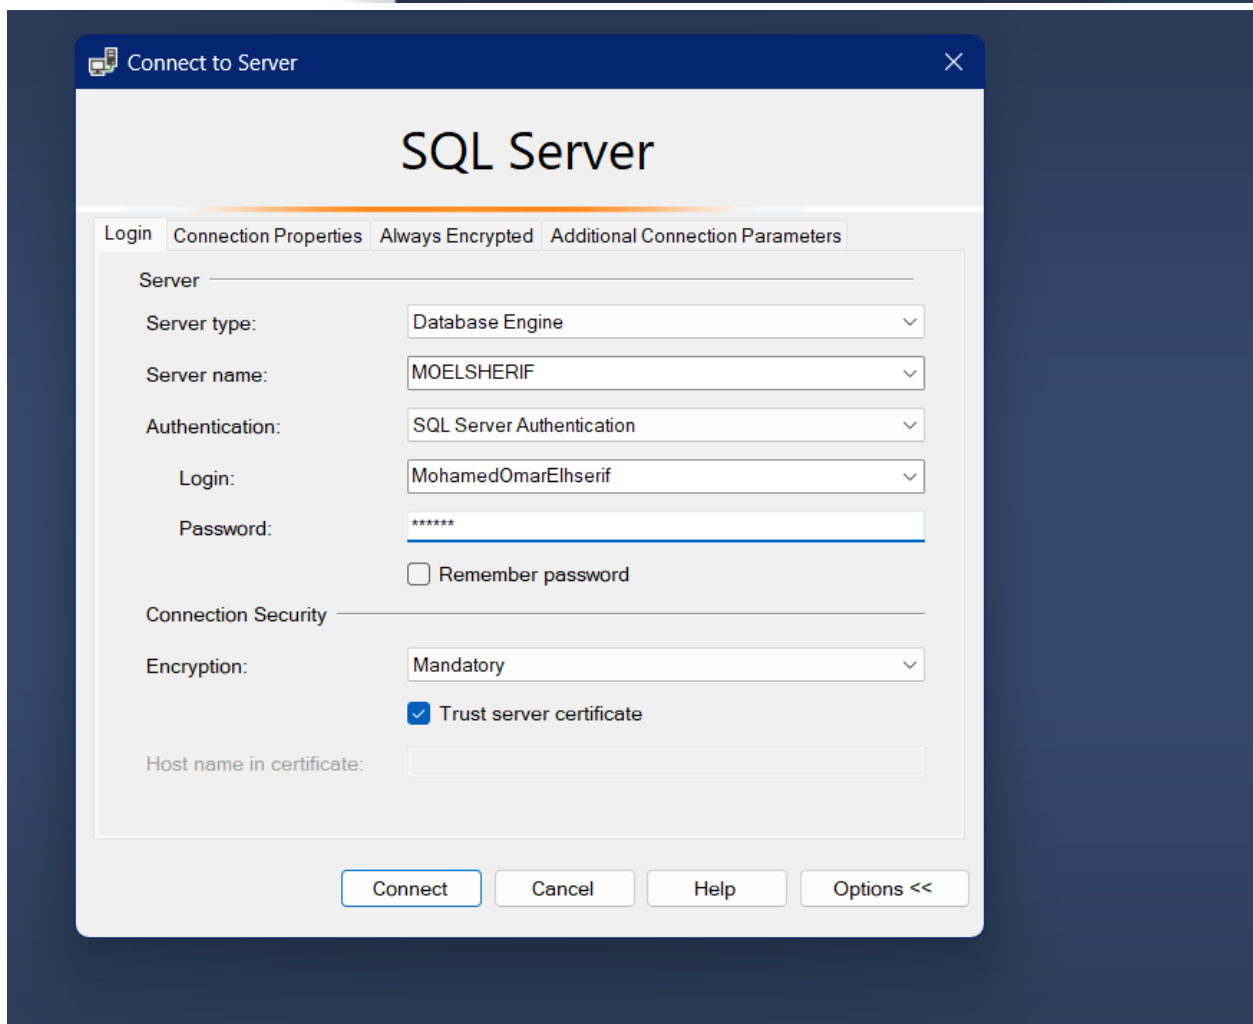 Connect to Server
SQL Server
Login Connection Properties Always Encrypted Additional Connection Parameters
Server
Server type: Database Engine
Server name: MOELSHERIF
Authentication: SQL Server Authentication
Login: MohamedOmarElhserif
Password: ******
Remember password
Connection Security
Encryption: Mandatory
Trust server certificate
Host name in certificate:
Connect Cancel Help Options <<